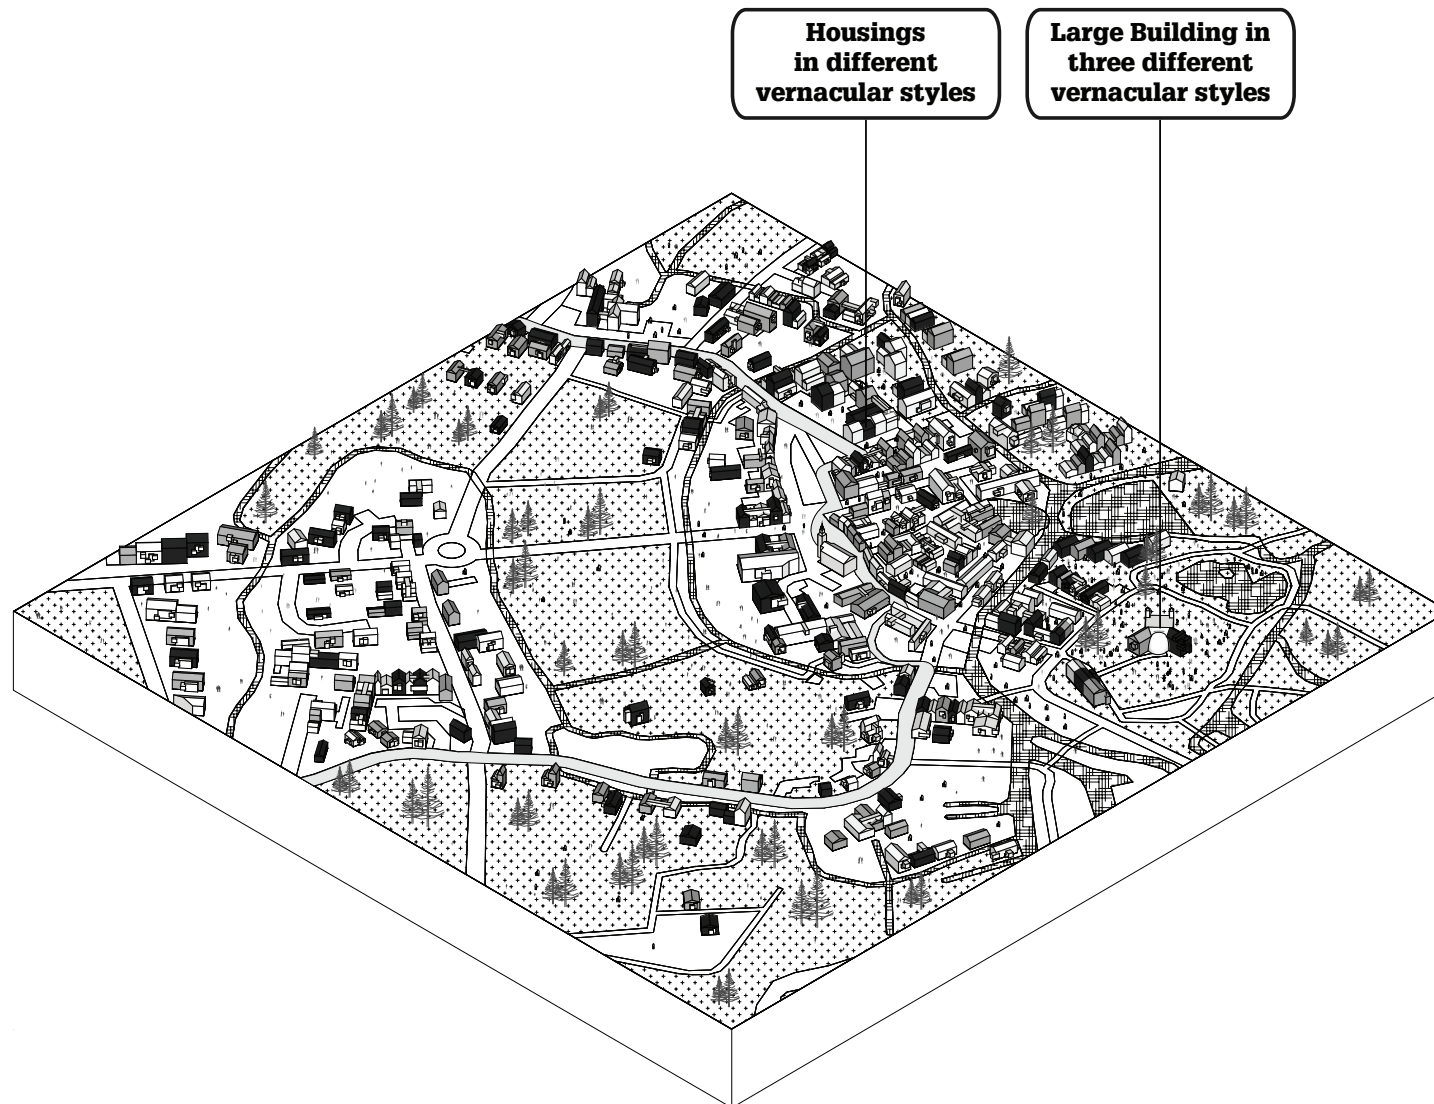 Housings
in different
vernacular styles
Large Building in
three different
vernacular styles